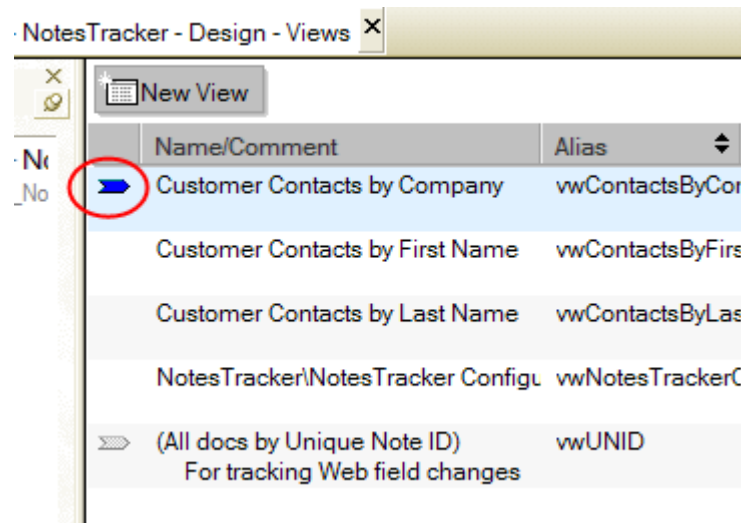 NotesTracker - Design - Views
New View
Name/Comment Alias
Customer Contacts by Company vwContactsByCo
_No
Customer Contacts by First Name vwContactsByFirs
Customer Contacts by Last Name vwContactsByLas
NotesTracker\NotesTracker Configu vwNotesTracker
(All docs by Unique Note ID) vwUNID
For tracking Web field changes